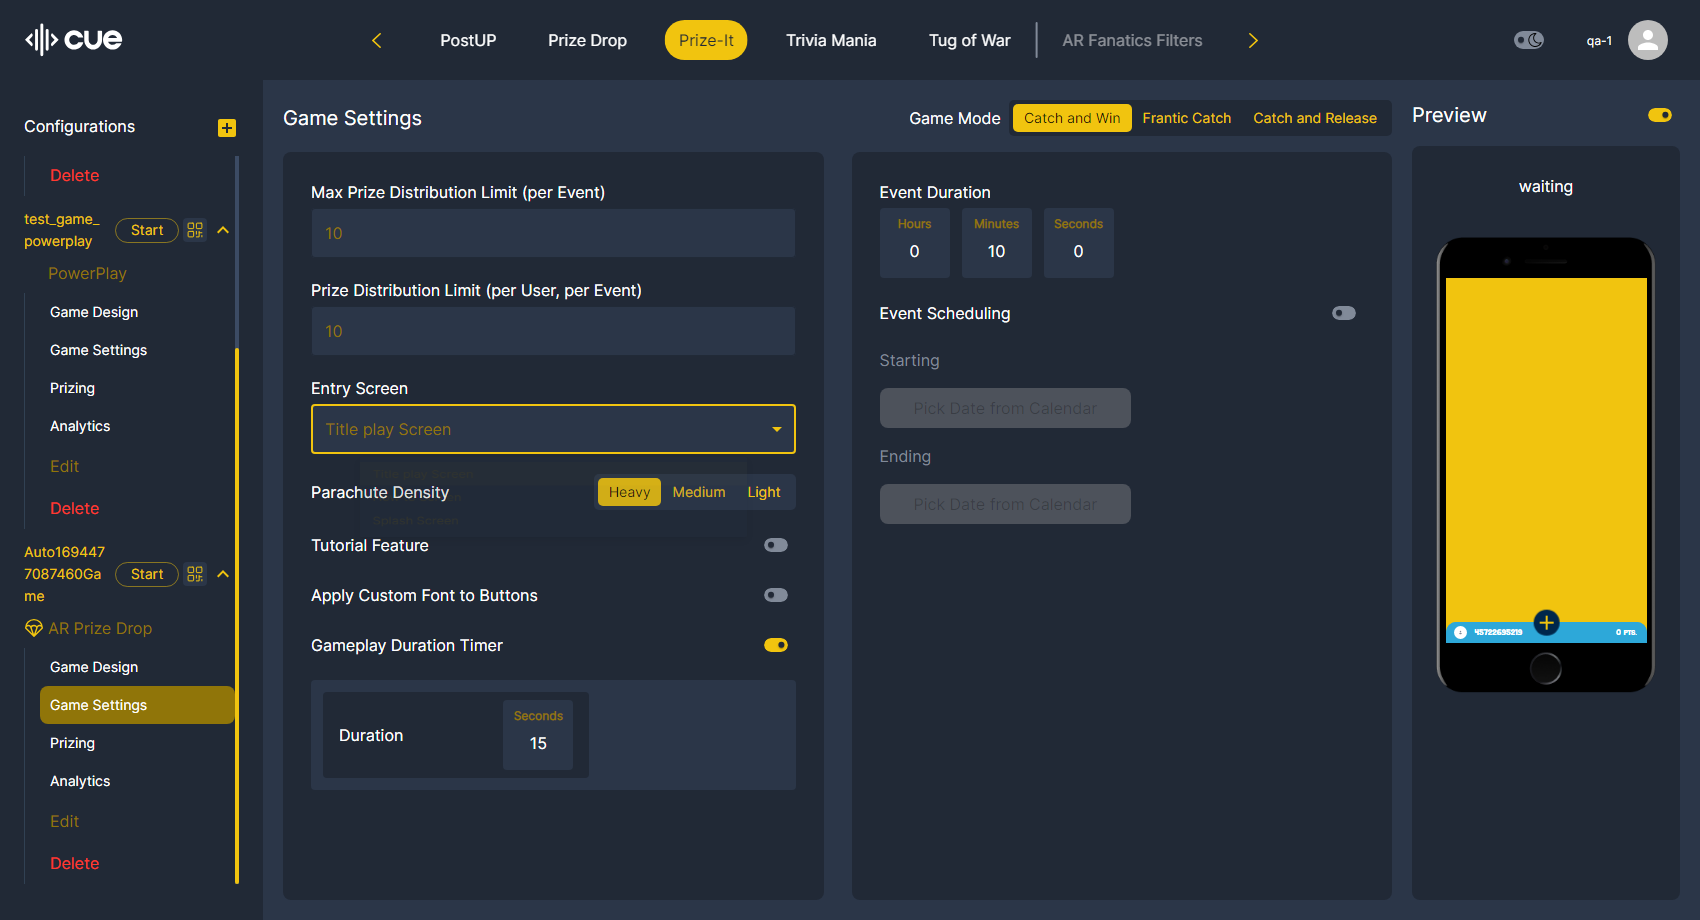 cue
PostUP
Prize Drop
Prize-It
Trivia Mania
Tug of War
AR Fanatics Filters
qa-1
Configurations
Delete
test_game_
powerplay
Start
PowerPlay
Game Design
Game Settings
Prizing
Analytics
Edit
Delete
Auto169447
7087460Ga
me
Start
AR Prize Drop
Game Design
Game Settings
Prizing
Analytics
Edit
Delete
Game Settings
Game Mode
Catch and Win
Frantic Catch
Catch and Release
Max Prize Distribution Limit (per Event)
10
Prize Distribution Limit (per User, per Event)
10
Entry Screen
Title play Screen
Parachute Density
Heavy
Medium
Light
Tutorial Feature
Apply Custom Font to Buttons
Gameplay Duration Timer
Duration
Seconds
15
Event Duration
Hours
0
Minutes
10
Seconds
0
Event Scheduling
Starting
Pick Date from Calendar
Ending
Pick Date from Calendar
Preview
waiting
45722695219
0 PTS.